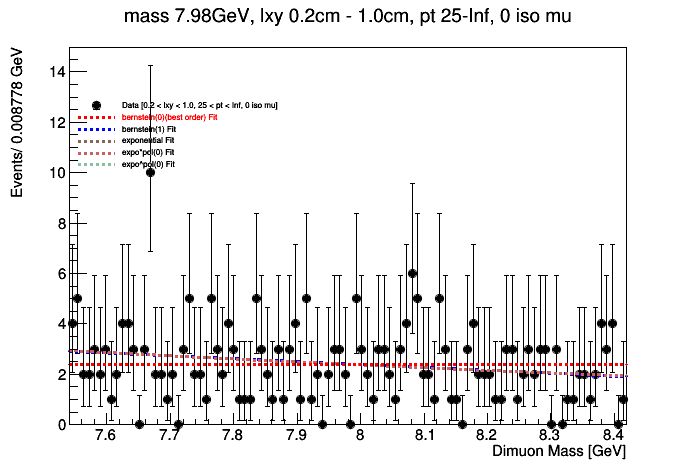 mass 7.98GeV, lxy 0.2cm - 1.0cm, pt 25-Inf, 0 iso mu
Events/ 0.008778 GeV
14
12
10
8
6
4
2
0
Data [0.2 < lxy < 1.0, 25 < pt < Inf, 0 iso mu]
bernstein(0)(best order) Fit
bernstein(1) Fit
exponential Fit
expo*pol(0) Fit
expo^pol(0) Fit
7.6 7.7 7.8 7.9 8 8.1 8.2 8.3 8.4
Dimuon Mass [GeV]